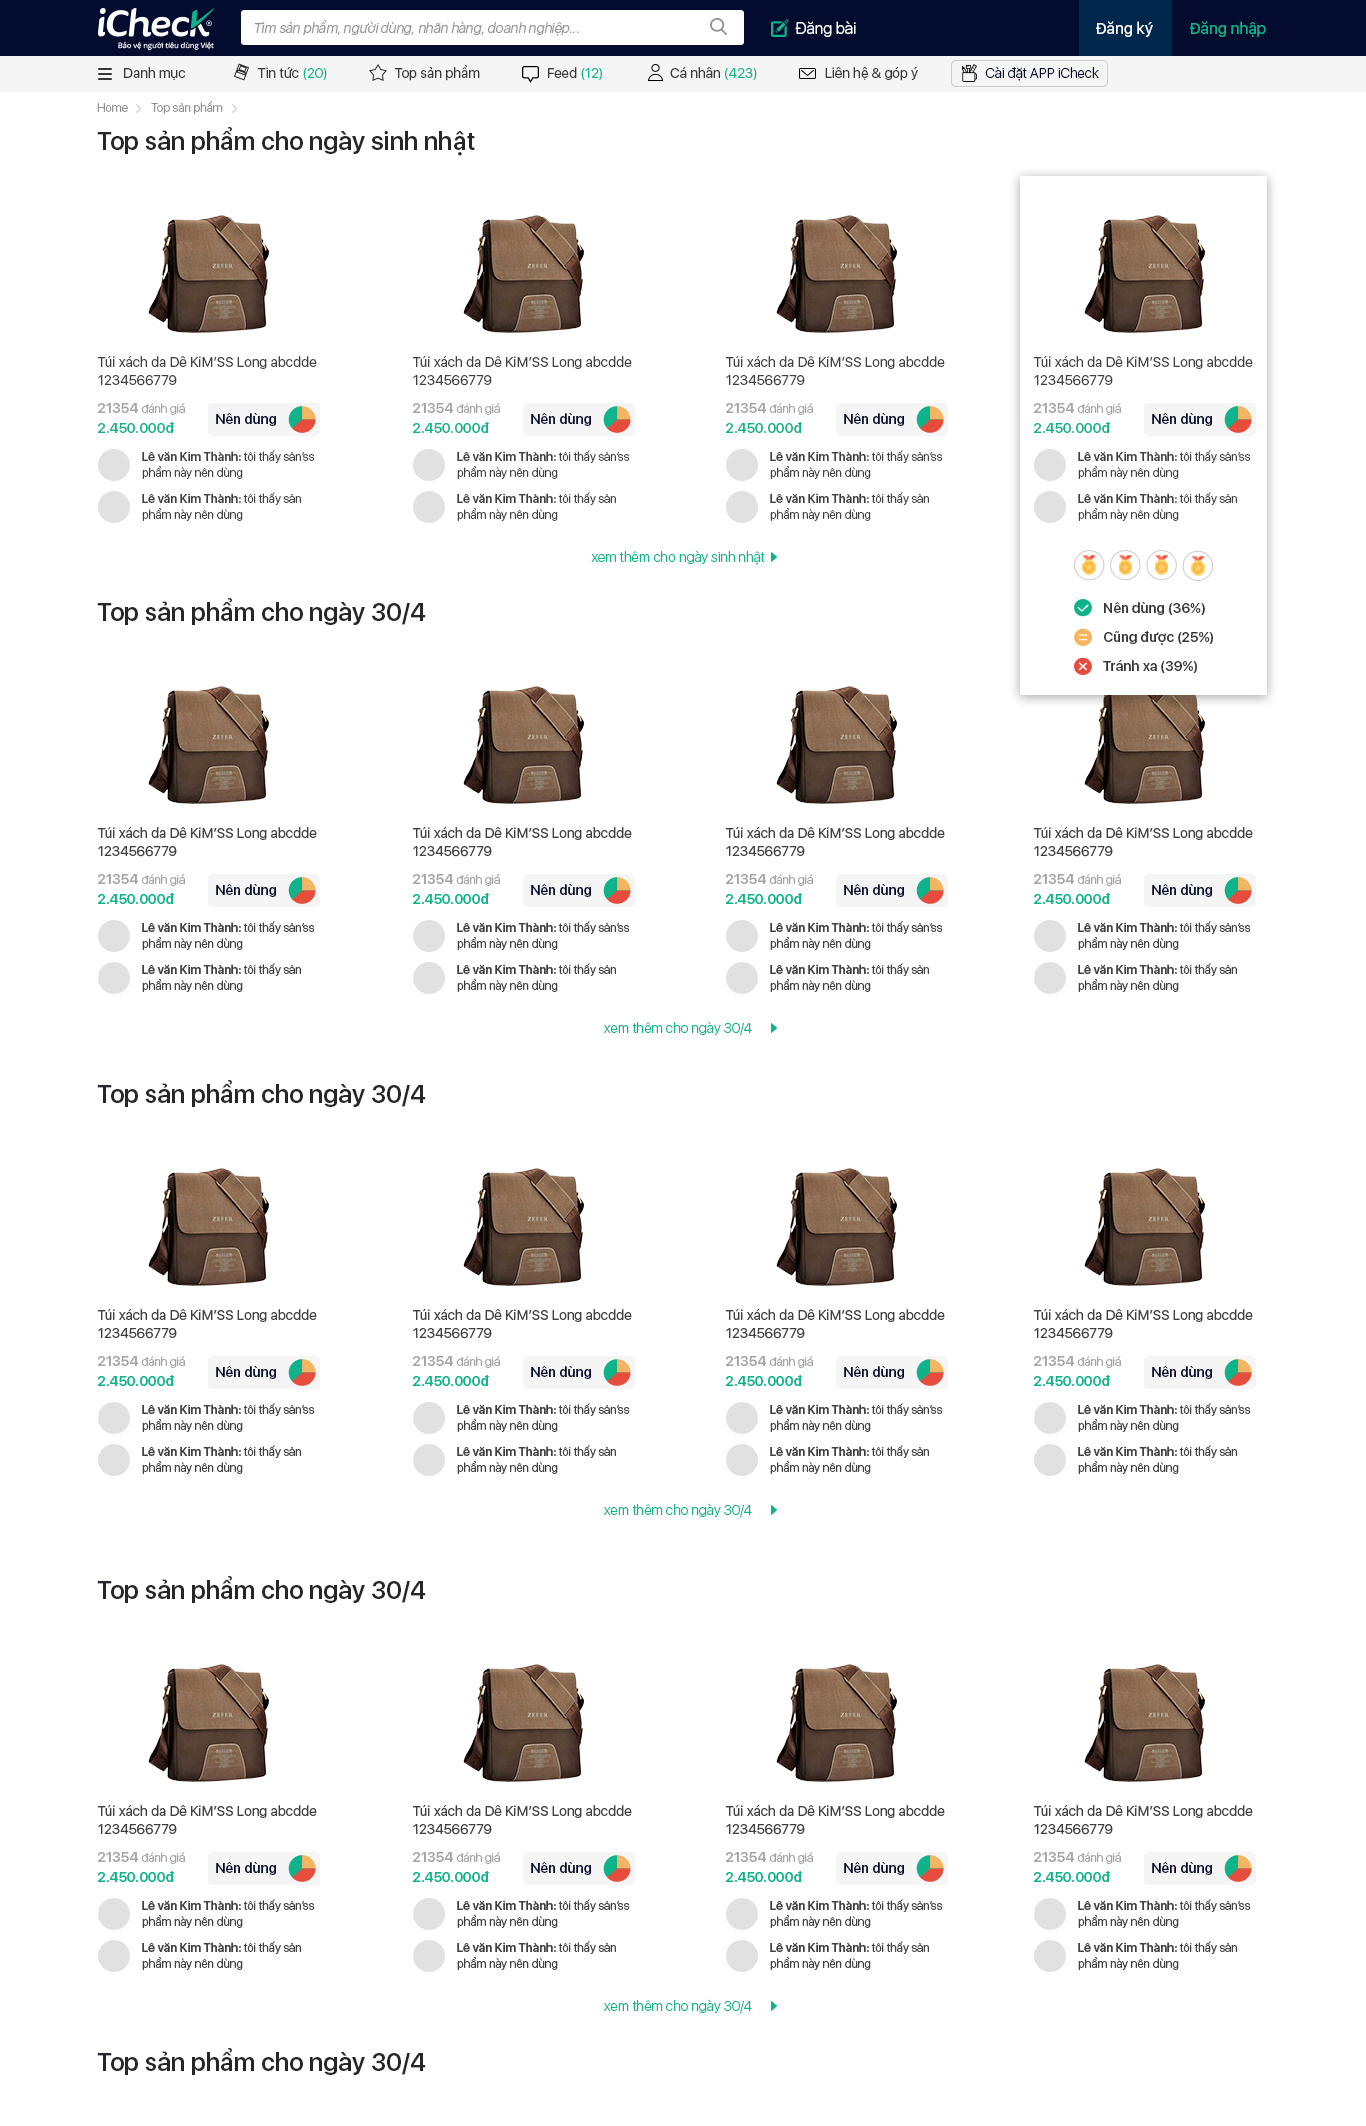 iCheck
Bảo vệ người tiêu dùng Việt
Tìm sản phẩm, người dùng, nhãn hàng, doanh nghiệp...
Đăng bài
Đăng ký
Đăng nhập
Danh mục
Tin tức (20)
Top sản phẩm
Feed (12)
Cá nhân (423)
Liên hệ & góp ý
Cài đặt APP iCheck
Home
Top sản phẩm
Top sản phẩm cho ngày sinh nhật
ZEFER ZEFER ZEFER ZEFER
Túi xách da Dê KiM'SS Long abcdde Túi xách da Dê KiM'SS Long abcdde Túi xách da Dê KiM'SS Long abcdde Túi xách da Dê KiM'SS Long abcdde
1234566779 1234566779 1234566779 1234566779
21354 đánh giá 21354 đánh giá 21354 đánh giá 21354 đánh giá
Nên dùng Nên dùng Nên dùng Nên dùng
2.450.000đ 2.450.000đ 2.450.000đ 2.450.000đ
Lê văn Kim Thành: tôi thấy sản'ss Lê văn Kim Thành: tôi thấy sản'ss Lê văn Kim Thành: tôi thấy sản'ss Lê văn Kim Thành: tôi thấy sản'ss
phẩm này nên dùng phẩm này nên dùng phẩm này nên dùng phẩm này nên dùng
Lê văn Kim Thành: tôi thấy sản Lê văn Kim Thành: tôi thấy sản Lê văn Kim Thành: tôi thấy sản Lê văn Kim Thành: tôi thấy sản
phẩm này nên dùng phẩm này nên dùng phẩm này nên dùng phẩm này nên dùng
xem thêm cho ngày sinh nhật
Nên dùng (36%)
Cũng được (25%)
Tránh xa (39%)
Top sản phẩm cho ngày 30/4
ZEFER ZEFER ZEFER ZEFER
Túi xách da Dê KiM'SS Long abcdde Túi xách da Dê KiM'SS Long abcdde Túi xách da Dê KiM'SS Long abcdde Túi xách da Dê KiM'SS Long abcdde
1234566779 1234566779 1234566779 1234566779
21354 đánh giá 21354 đánh giá 21354 đánh giá 21354 đánh giá
Nên dùng Nên dùng Nên dùng Nên dùng
2.450.000đ 2.450.000đ 2.450.000đ 2.450.000đ
Lê văn Kim Thành: tôi thấy sản'ss Lê văn Kim Thành: tôi thấy sản'ss Lê văn Kim Thành: tôi thấy sản'ss Lê văn Kim Thành: tôi thấy sản'ss
phẩm này nên dùng phẩm này nên dùng phẩm này nên dùng phẩm này nên dùng
Lê văn Kim Thành: tôi thấy sản Lê văn Kim Thành: tôi thấy sản Lê văn Kim Thành: tôi thấy sản Lê văn Kim Thành: tôi thấy sản
phẩm này nên dùng phẩm này nên dùng phẩm này nên dùng phẩm này nên dùng
xem thêm cho ngày 30/4
Top sản phẩm cho ngày 30/4
ZEFER ZEFER ZEFER ZEFER
Túi xách da Dê KiM'SS Long abcdde Túi xách da Dê KiM'SS Long abcdde Túi xách da Dê KiM'SS Long abcdde Túi xách da Dê KiM'SS Long abcdde
1234566779 1234566779 1234566779 1234566779
21354 đánh giá 21354 đánh giá 21354 đánh giá 21354 đánh giá
Nên dùng Nên dùng Nên dùng Nên dùng
2.450.000đ 2.450.000đ 2.450.000đ 2.450.000đ
Lê văn Kim Thành: tôi thấy sản'ss Lê văn Kim Thành: tôi thấy sản'ss Lê văn Kim Thành: tôi thấy sản'ss Lê văn Kim Thành: tôi thấy sản'ss
phẩm này nên dùng phẩm này nên dùng phẩm này nên dùng phẩm này nên dùng
Lê văn Kim Thành: tôi thấy sản Lê văn Kim Thành: tôi thấy sản Lê văn Kim Thành: tôi thấy sản Lê văn Kim Thành: tôi thấy sản
phẩm này nên dùng phẩm này nên dùng phẩm này nên dùng phẩm này nên dùng
xem thêm cho ngày 30/4
Top sản phẩm cho ngày 30/4
ZEFER ZEFER ZEFER ZEFER
Túi xách da Dê KiM'SS Long abcdde Túi xách da Dê KiM'SS Long abcdde Túi xách da Dê KiM'SS Long abcdde Túi xách da Dê KiM'SS Long abcdde
1234566779 1234566779 1234566779 1234566779
21354 đánh giá 21354 đánh giá 21354 đánh giá 21354 đánh giá
Nên dùng Nên dùng Nên dùng Nên dùng
2.450.000đ 2.450.000đ 2.450.000đ 2.450.000đ
Lê văn Kim Thành: tôi thấy sản'ss Lê văn Kim Thành: tôi thấy sản'ss Lê văn Kim Thành: tôi thấy sản'ss Lê văn Kim Thành: tôi thấy sản'ss
phẩm này nên dùng phẩm này nên dùng phẩm này nên dùng phẩm này nên dùng
Lê văn Kim Thành: tôi thấy sản Lê văn Kim Thành: tôi thấy sản Lê văn Kim Thành: tôi thấy sản Lê văn Kim Thành: tôi thấy sản
phẩm này nên dùng phẩm này nên dùng phẩm này nên dùng phẩm này nên dùng
xem thêm cho ngày 30/4
Top sản phẩm cho ngày 30/4